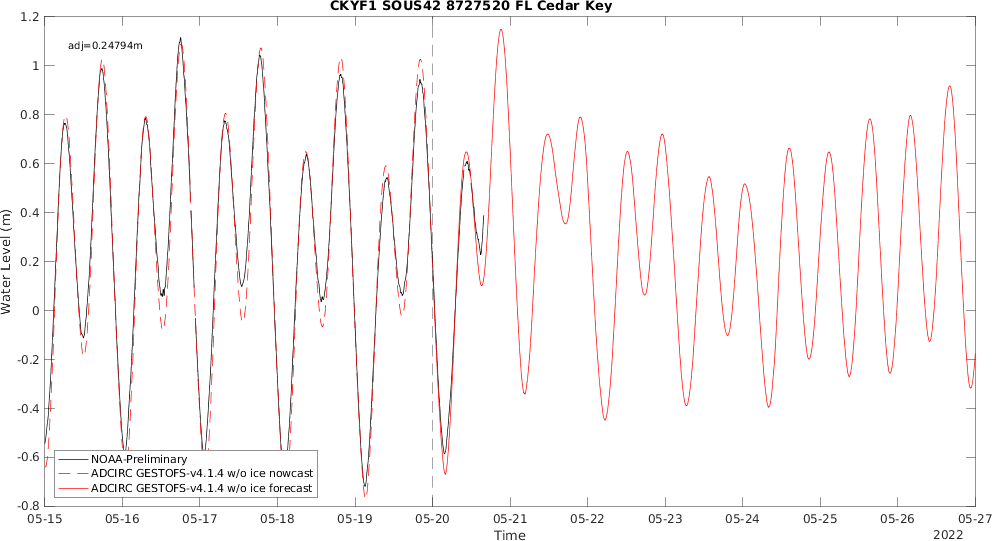 CKYF1 SOUS42 8727520 FL Cedar Key
adj=0.24794m
1.2
1
0.8
0.6
0.4
0.2
0
-0.2
-0.4
-0.6
-0.8
Water Level (m)
NOAA-Preliminary
ADCIRC GESTOFS-v4.1.4 w/o ice nowcast
ADCIRC GESTOFS-v4.1.4 w/o ice forecast
05-15 05-16 05-17 05-18 05-19 05-20 05-21 05-22 05-23 05-24 05-25 05-26 05-27
Time
2022